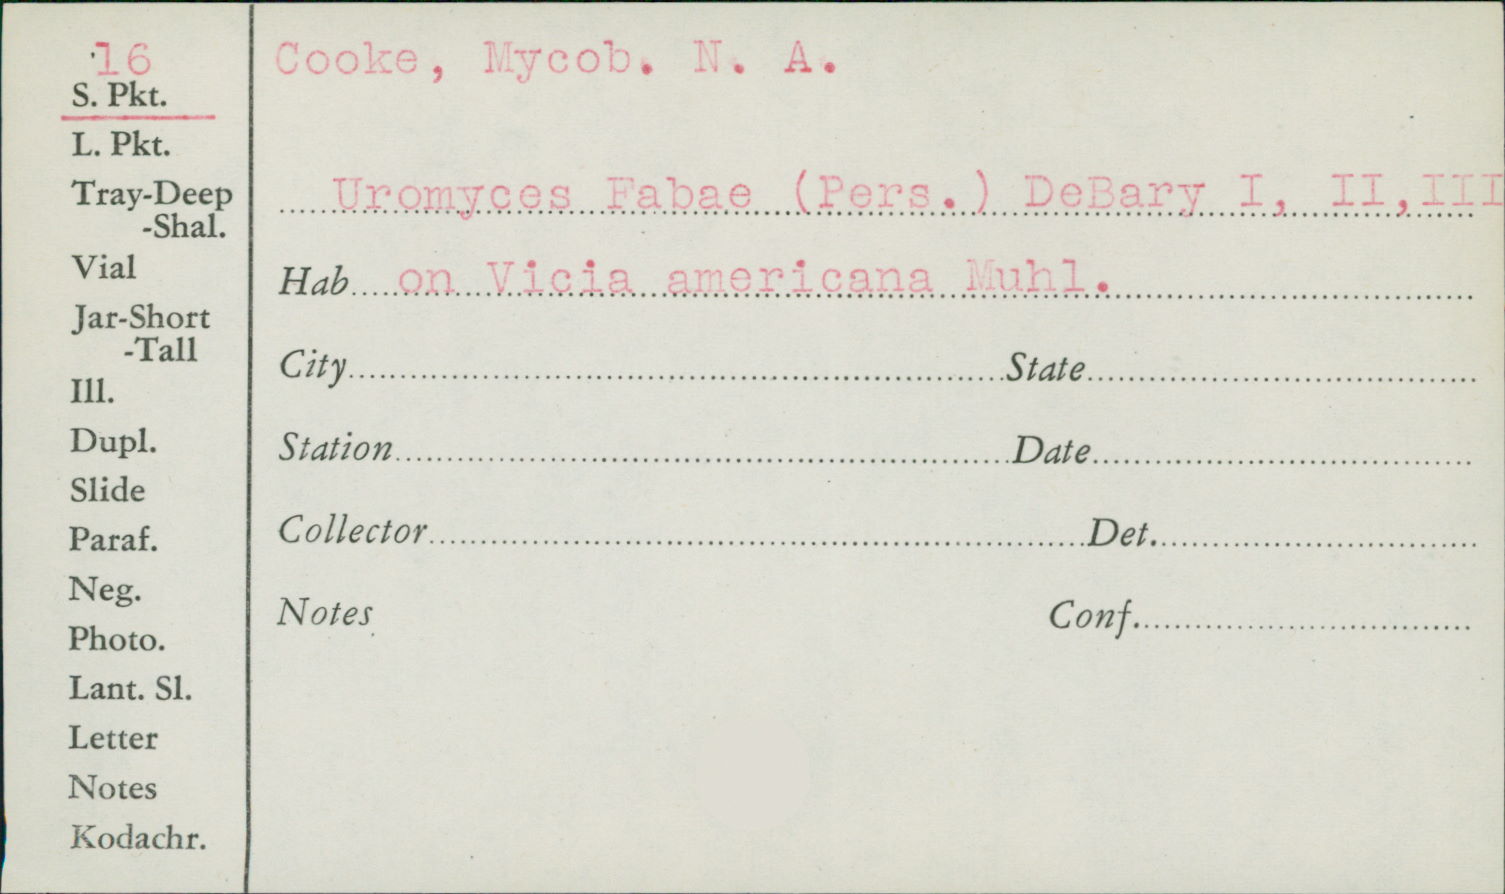 16
S. Pkt.
L. Pkt.
Tray-Deep
-Shal.
Vial
Jar-Short
-Tall
Ill.
Dupl.
Slide
Paraf.
Neg.
Photo.
Lant. Sl.
Letter
Notes
Kodachr.
Cooke, Mycob. N. A.
Uromyces Fabae (Pers.) DeBary I, II,III
Hab on Vicia americana Muhl.
City State
Station Date
Collector Det.
Notes Conf.